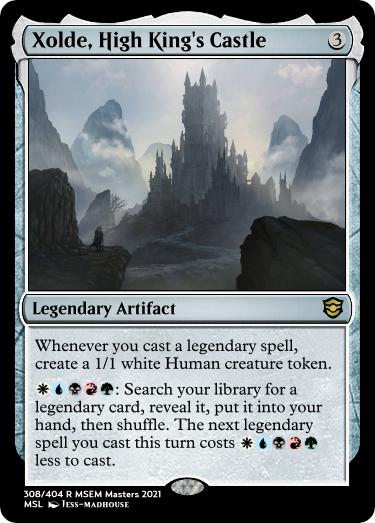 Xolde, High King's Castle 3
Legendary Artifact
Whenever you cast a legendary spell,
create a 1/1 white Human creature token.
: Search your library for a
legendary card, reveal it, put it into your
hand, then shuffle. The next legendary
spell you cast this turn costs
less to cast.
308/404 R MSEM Masters 2021
MSL Jess-madhouse